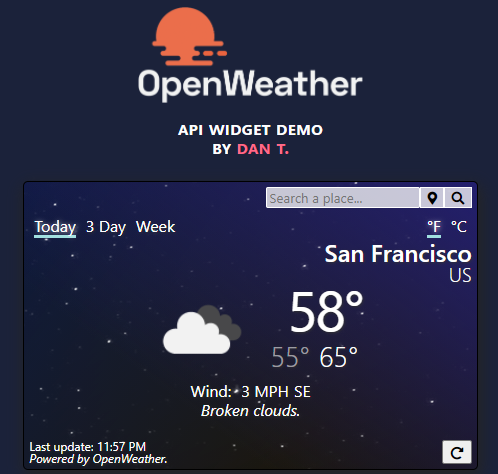 OpenWeather
API WIDGET DEMO
BY DAN T.
Search a place...
Today 3 Day Week °F °C
San Francisco
US
58°
55° 65°
Wind: 3 MPH SE
Broken clouds.
Last update: 11:57 PM
Powered by OpenWeather.